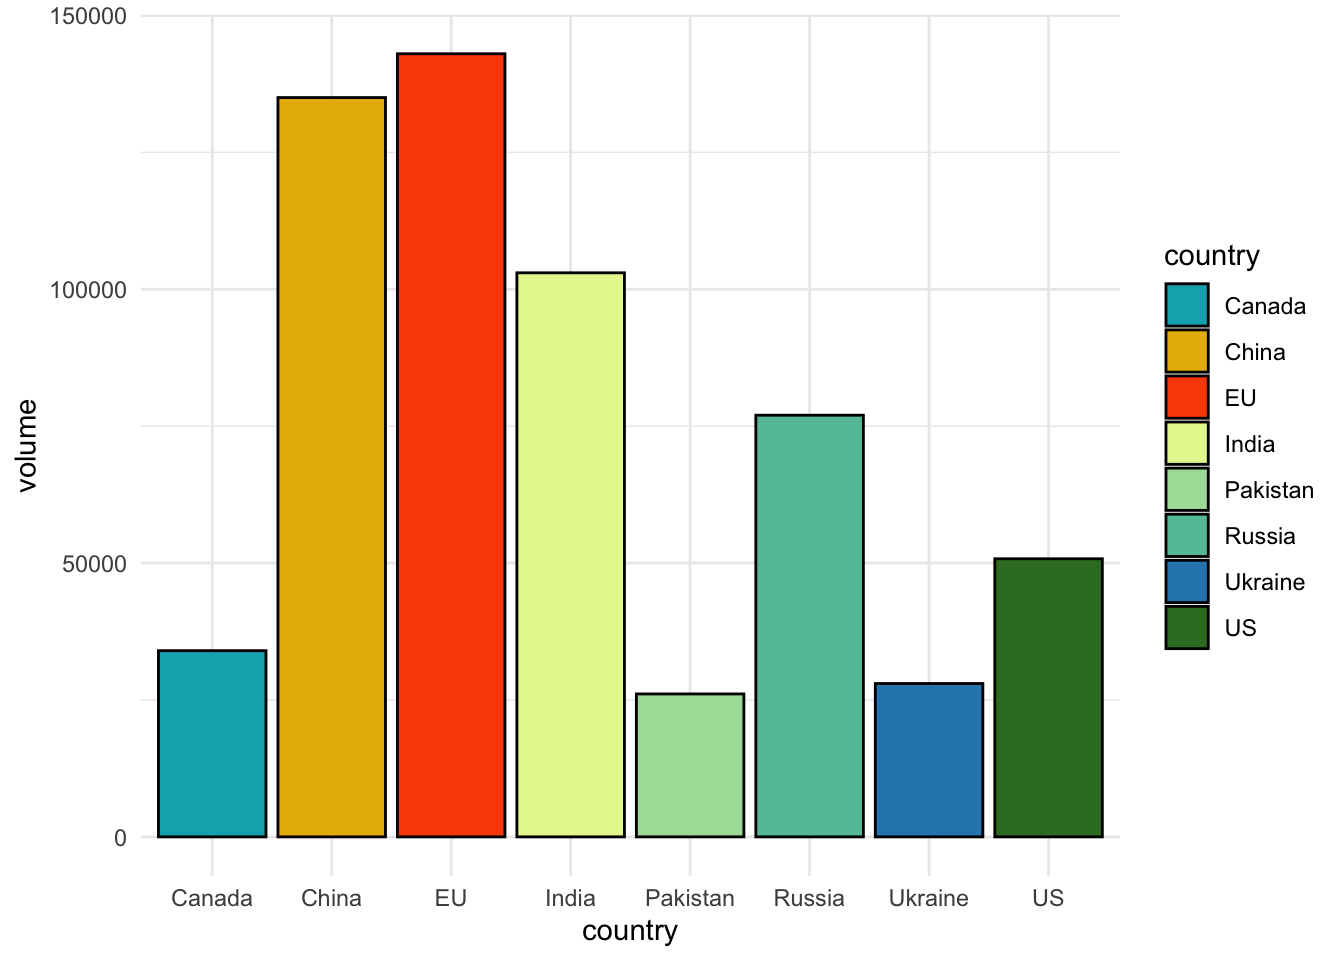 150000
100000
50000
0
volume
Canada China EU India Pakistan Russia Ukraine US
country
country
Canada
China
EU
India
Pakistan
Russia
Ukraine
US